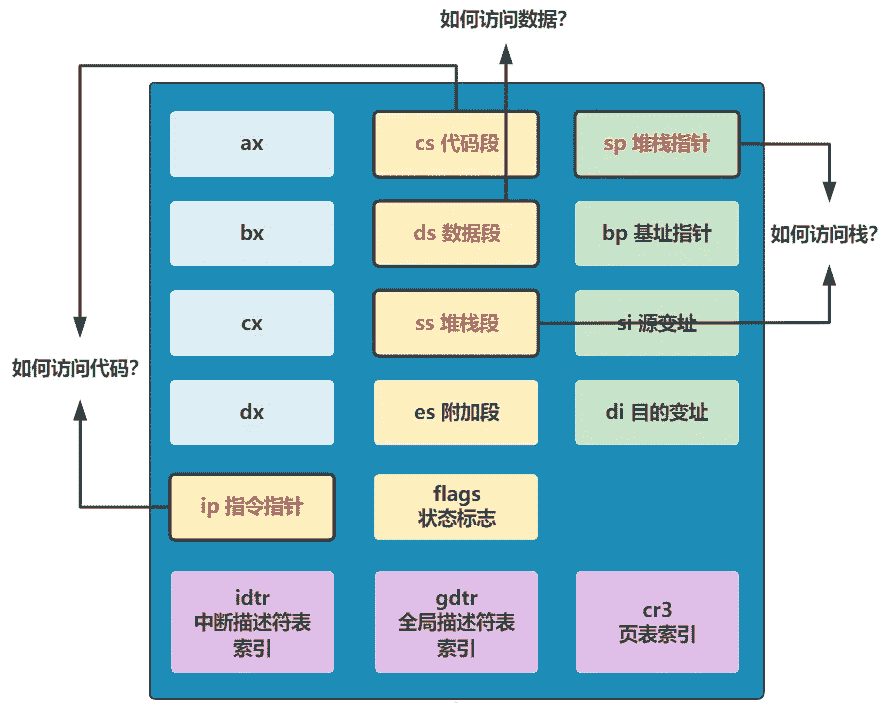 如何访问数据?
ax
cs 代码段
sp 堆栈指针
bx
ds 数据段
bp 基址指针
如何访问栈?
cx
ss 堆栈段
si 源变址
如何访问代码?
dx
es 附加段
di 目的变址
ip 指令指针
flags
状态标志
idtr
中断描述符表
索引
gdtr
全局描述符表
索引
cr3
页表索引